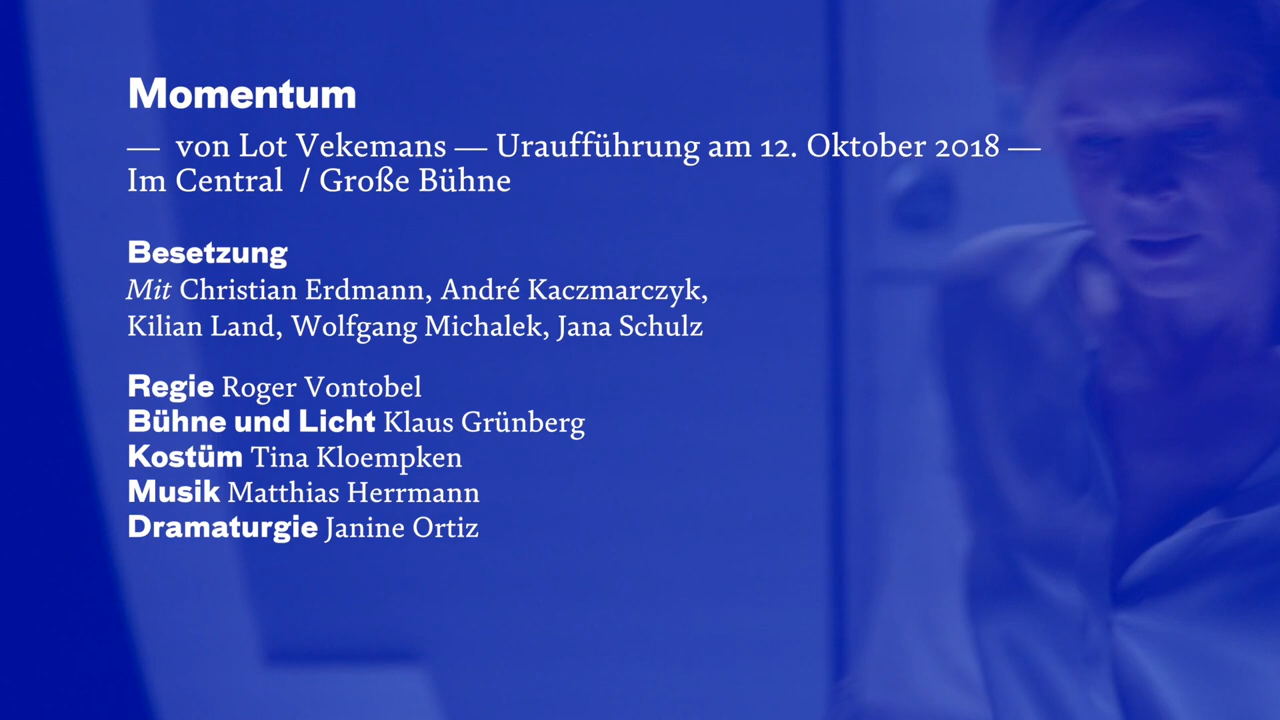 Momentum
— von Lot Vekemans — Uraufführung am 12. Oktober 2018 —
Im Central / Große Bühne
Besetzung
Mit Christian Erdmann, André Kaczmarczyk,
Kilian Land, Wolfgang Michalek, Jana Schulz
Regie Roger Vontobel
Bühne und Licht Klaus Grünberg
Kostüm Tina Kloempken
Musik Matthias Herrmann
Dramaturgie Janine Ortiz